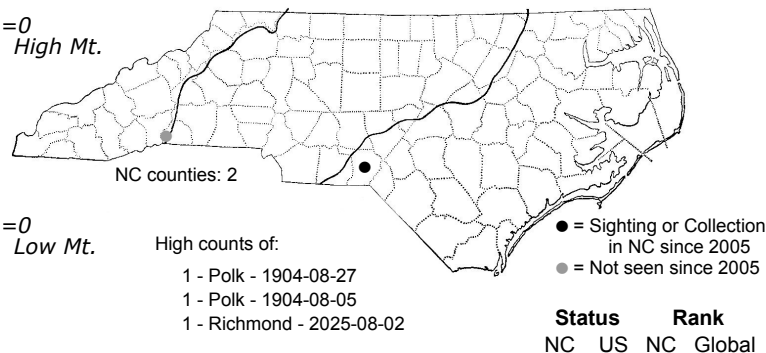 =0
High Mt.
NC counties: 2
=0
Low Mt.
High counts of:
1 - Polk - 1904-08-27
1 - Polk - 1904-08-05
1 - Richmond - 2025-08-02
= Sighting or Collection
in NC since 2005
= Not seen since 2005
Status Rank
NC US NC Global